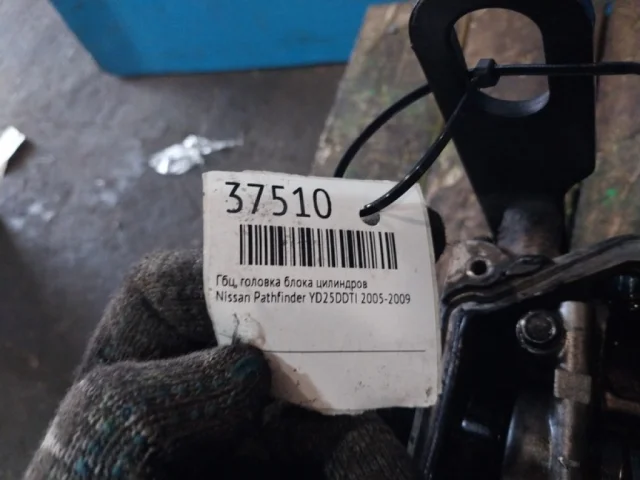 37510
Гбц, головка блока цилиндров
Nissan Pathfinder YD25DDTI 2005-2009